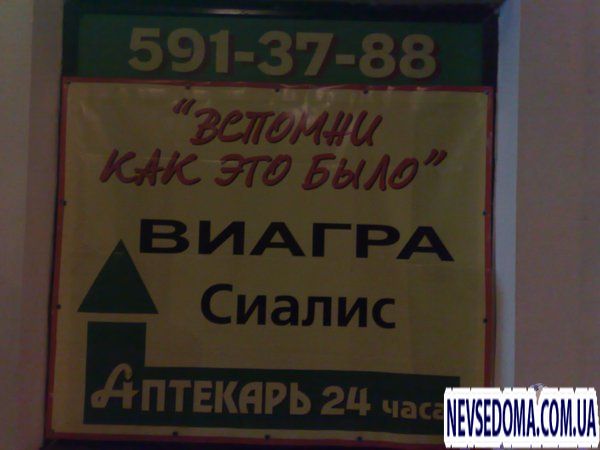 591-37-88
"ВСПОМНИ
КАК ЭТО БЫЛО"
ВИАГРА
Сиалис
АПТЕКАРЬ 24 часа
NEVSEDOMA.COM.UA